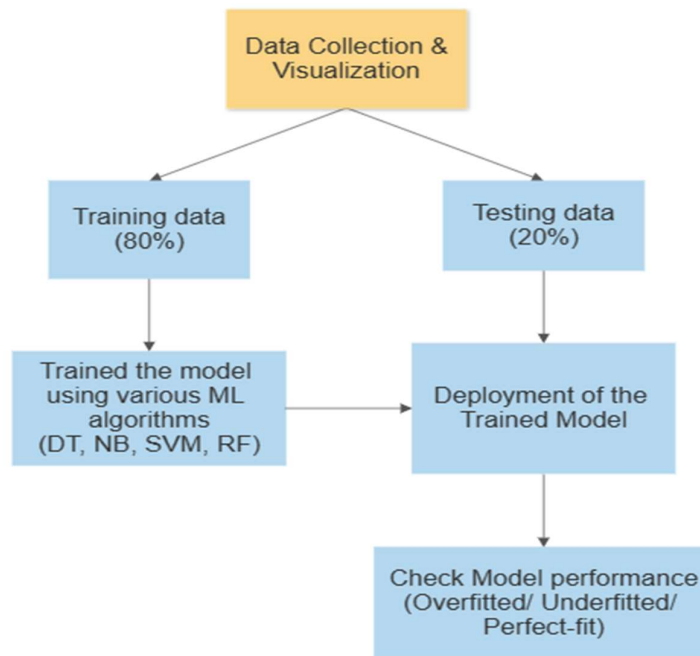 Data Collection &
Visualization
Training data
(80%)
Testing data
(20%)
Trained the model
using various ML
algorithms
(DT, NB, SVM, RF)
Deployment of the
Trained Model
Check Model performance
(Overfitted/ Underfitted/
Perfect-fit)